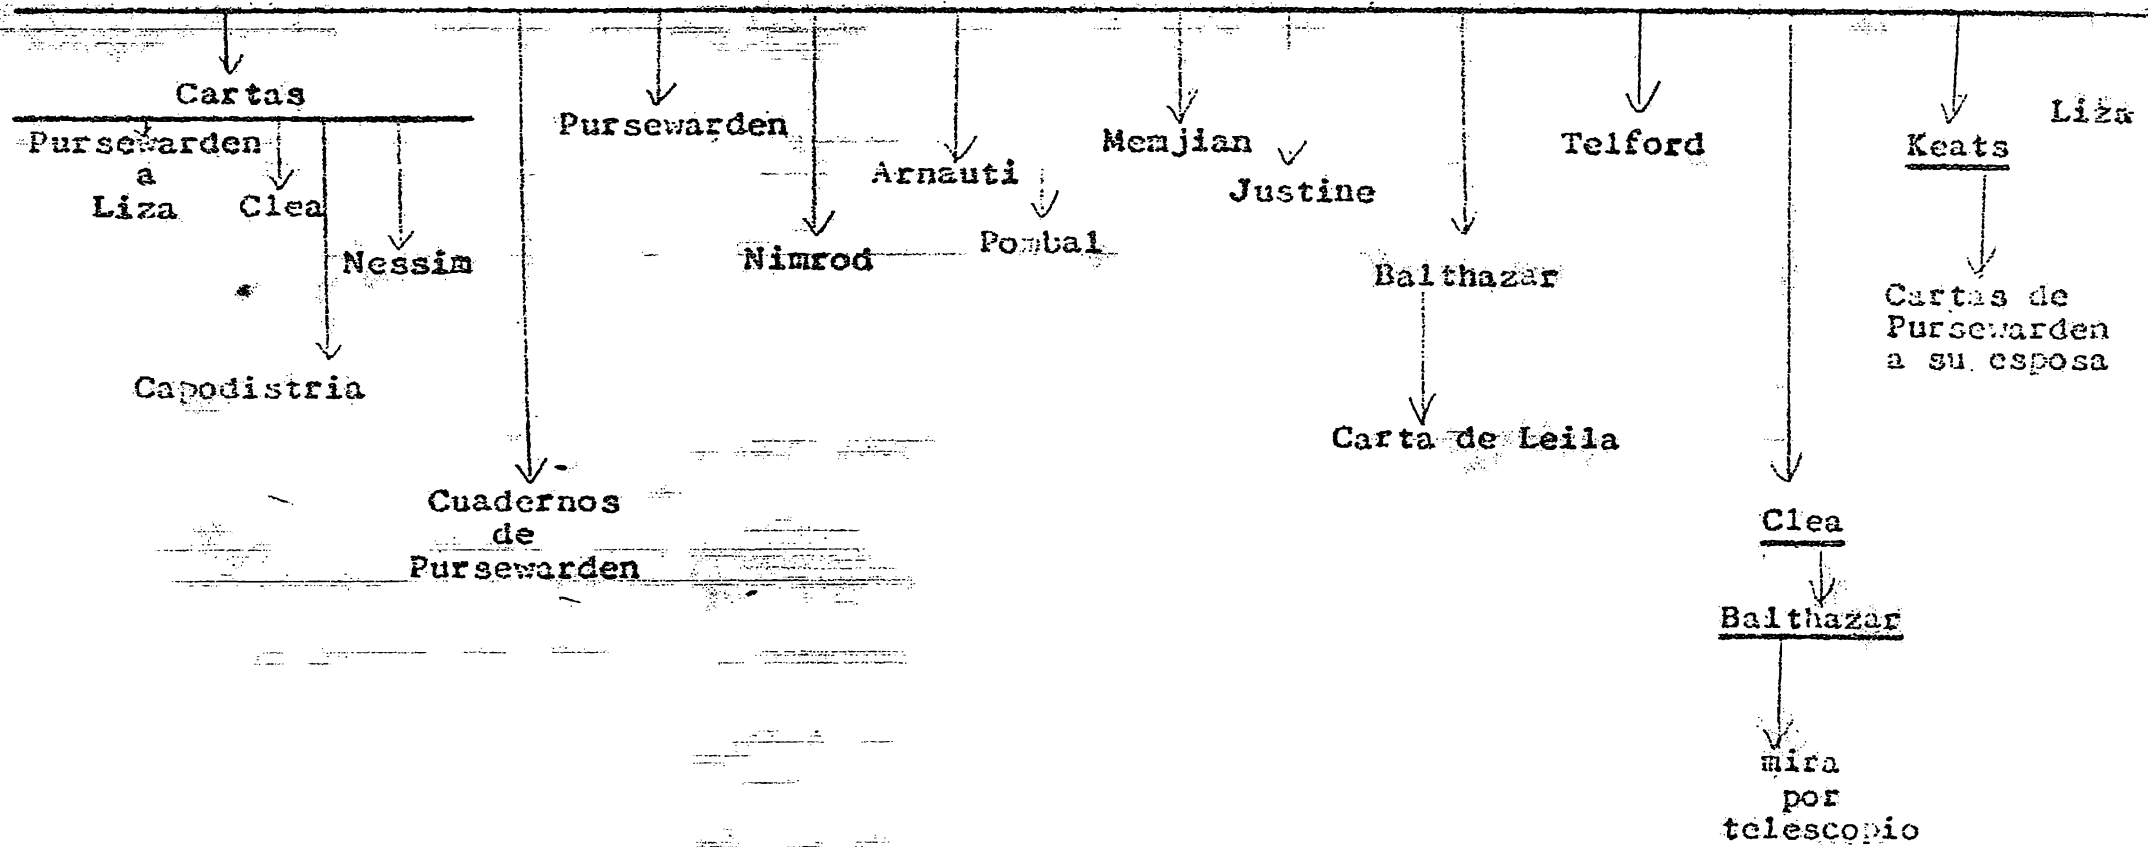 Cartas
Pursewarden
a
Liza
Clea
Nessim
Capodistria
Cuadernos
de
Pursewarden
Pursewarden
Nimrod
Arnauti
Pombal
Memjian
Justine
Balthazar
Carta de Leila
Telford
Clea
Balthazar
mira
por
telescopio
Keats
Cartas de
Pursewarden
a su esposa
Liza